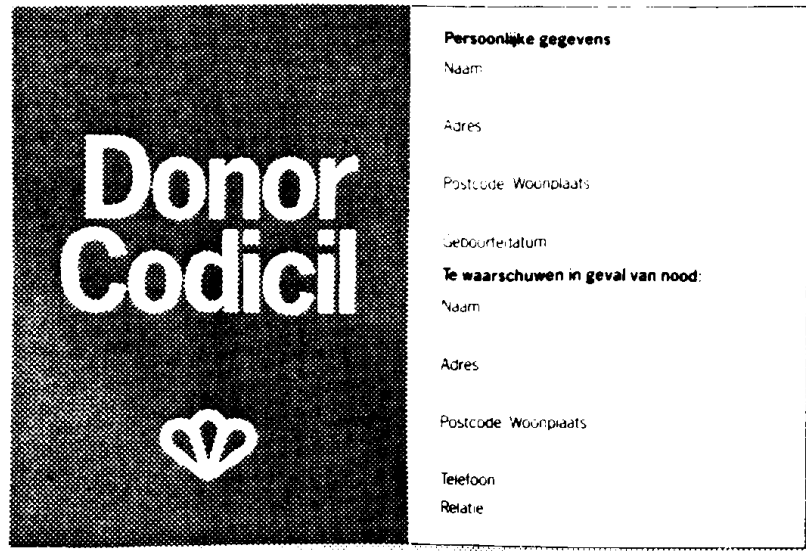 Donor
Codicil
Persoonlijke gegevens
Naam
Adres
Postcode Woonplaats
Geboortedatum
Te waarschuwen in geval van nood:
Naam
Adres
Postcode Woonplaats
Telefoon
Relatie